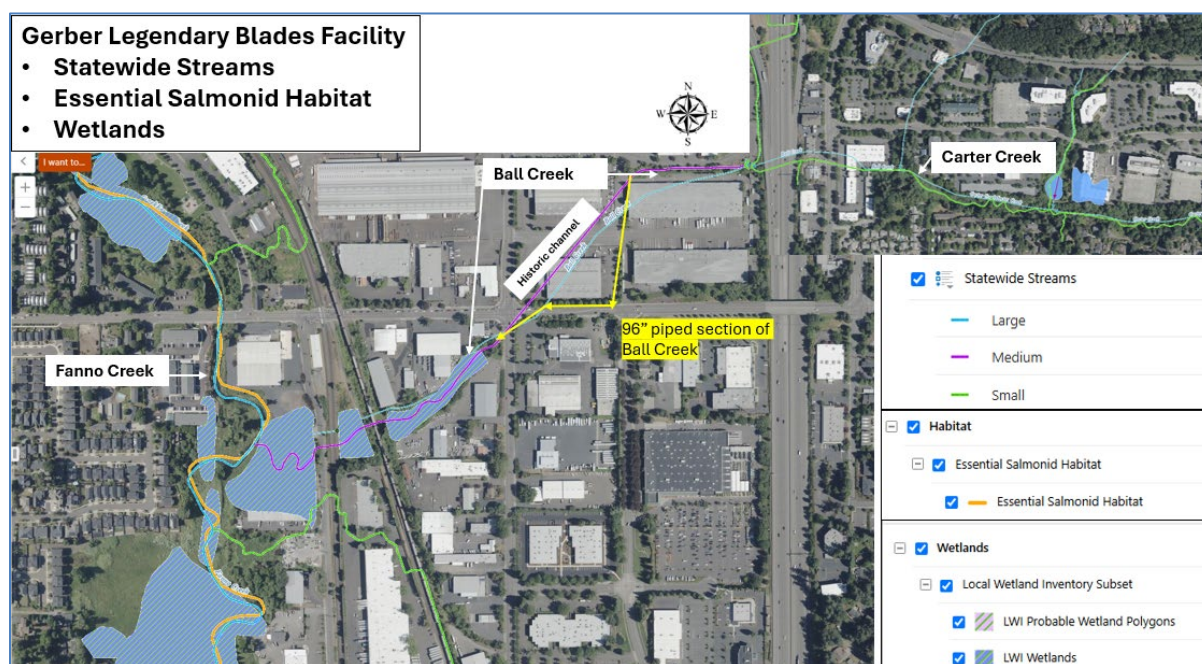 Gerber Legendary Blades Facility
• Statewide Streams
• Essential Salmonid Habitat
• Wetlands
I want to...
N
W E
S
Ball Creek
Carter Creek
Historic channel
Ball Creek
96” piped section of
Ball Creek
Fanno Creek
Statewide Streams
Large
Medium
Small
Habitat
Essential Salmonid Habitat
Essential Salmonid Habitat
Wetlands
Local Wetland Inventory Subset
LWI Probable Wetland Polygons
LWI Wetlands